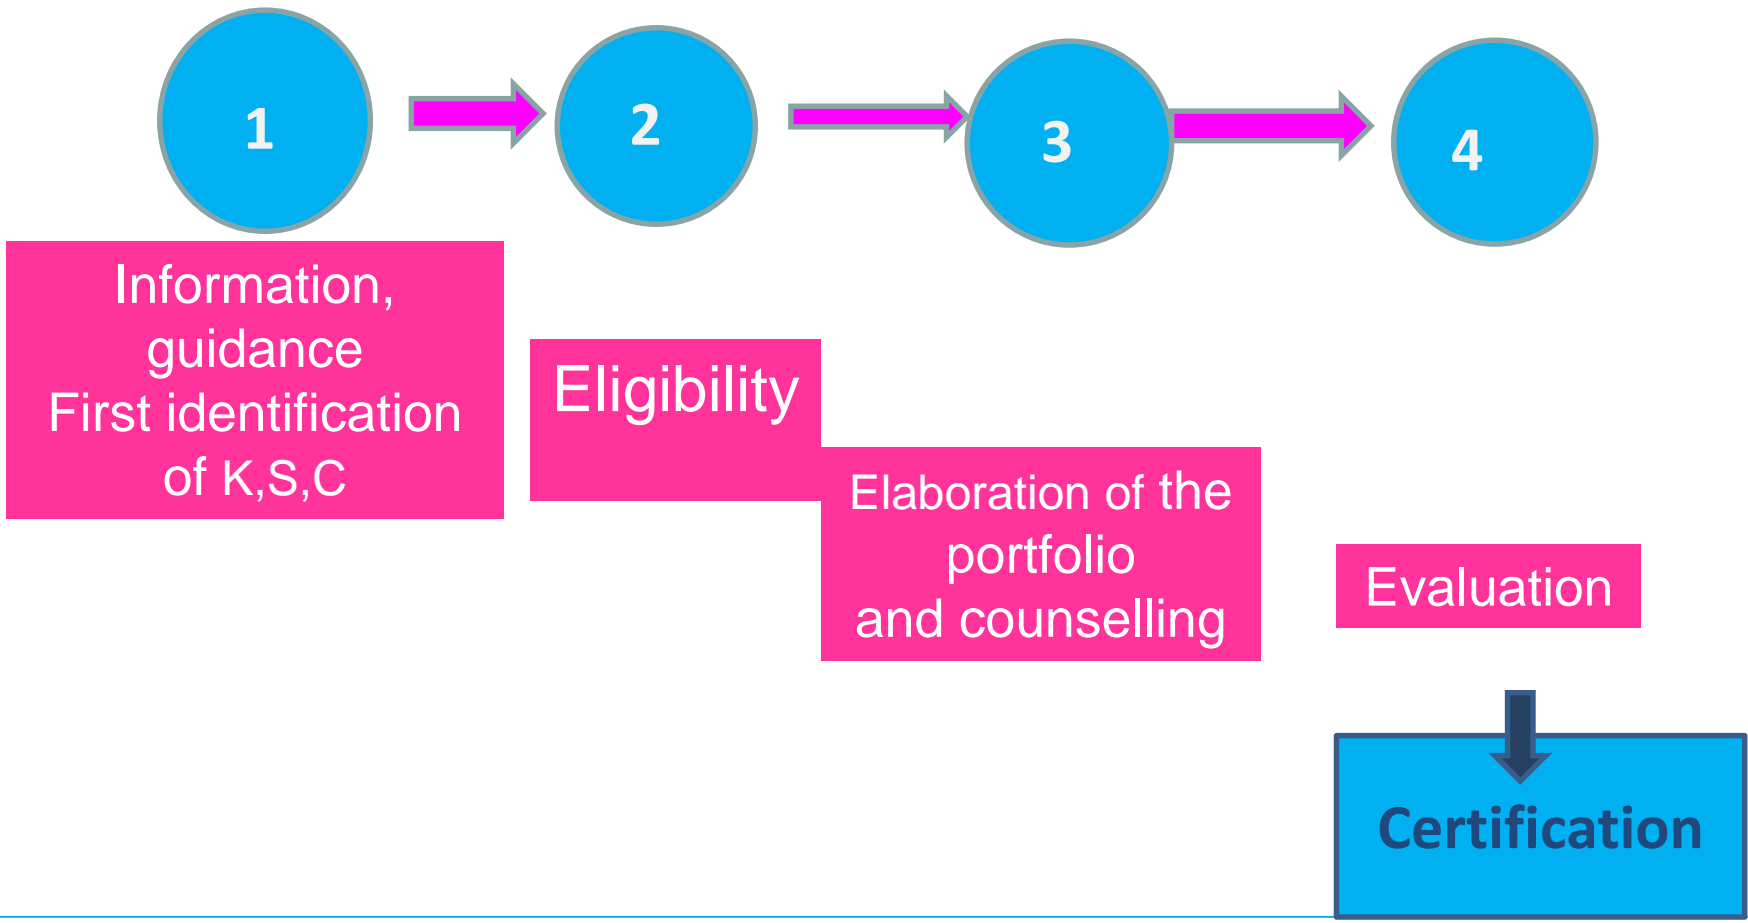 1
2
3
4
Information,
guidance
First identification
of K,S,C
Eligibility
Elaboration of the
portfolio
and counselling
Evaluation
Certification